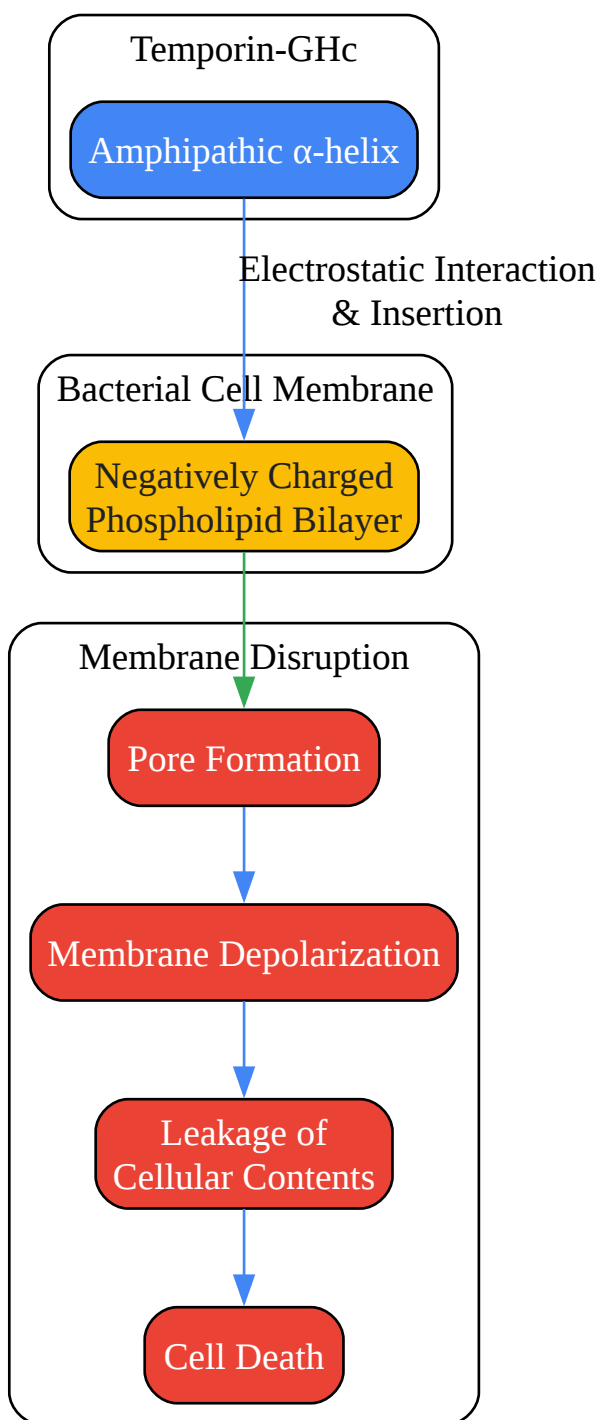 Temporin-GHc
Amphipathic α-helix
Electrostatic Interaction
& Insertion
Bacterial Cell Membrane
Negatively Charged
Phospholipid Bilayer
Membrane Disruption
Pore Formation
Membrane Depolarization
Leakage of
Cellular Contents
Cell Death